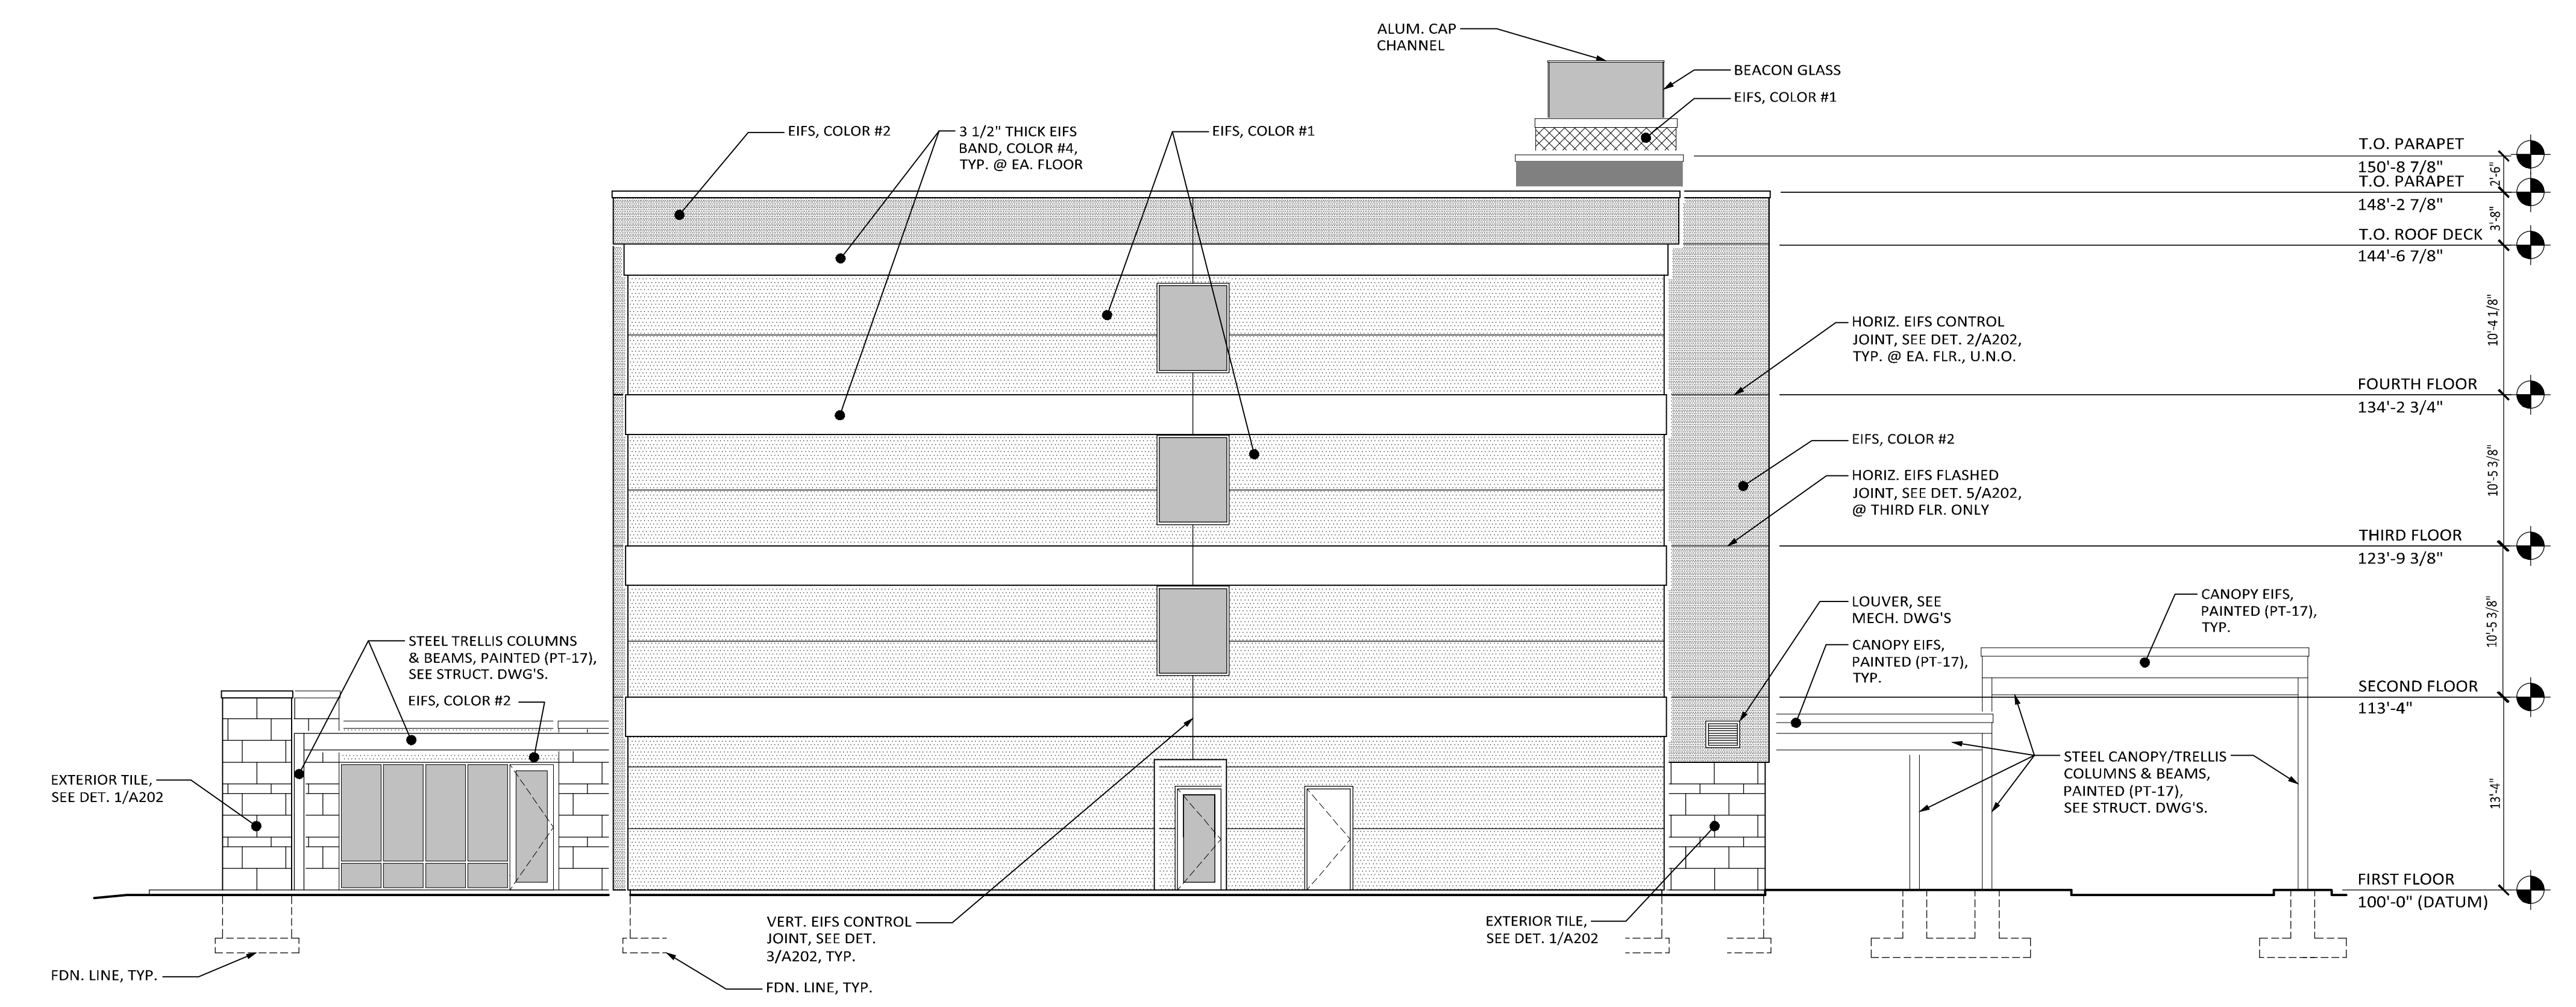 ALUM. CAP
CHANNEL
BEACON GLASS
EIFS, COLOR #1
EIFS, COLOR #2
3 1/2" THICK EIFS
BAND, COLOR #4,
TYP. @ EA. FLOOR
EIFS, COLOR #1
T.O. PARAPET
150'-8 7/8"
2'-6"
T.O. PARAPET
148'-2 7/8"
3'-8"
T.O. ROOF DECK
144'-6 7/8"
10'-4 1/8"
HORIZ. EIFS CONTROL
JOINT, SEE DET. 2/A202,
TYP. @ EA. FLR., U.N.O.
FOURTH FLOOR
134'-2 3/4"
EIFS, COLOR #2
10'-5 3/8"
HORIZ. EIFS FLASHED
JOINT, SEE DET. 5/A202,
@ THIRD FLR. ONLY
THIRD FLOOR
123'-9 3/8"
LOUVER, SEE
MECH. DWG'S
CANOPY EIFS,
PAINTED (PT-17),
TYP.
CANOPY EIFS,
PAINTED (PT-17),
TYP.
10'-5 3/8"
STEEL TRELLIS COLUMNS
& BEAMS, PAINTED (PT-17),
SEE STRUCT. DWG'S.
EIFS, COLOR #2
SECOND FLOOR
113'-4"
EXTERIOR TILE,
SEE DET. 1/A202
STEEL CANOPY/TRELLIS
COLUMNS & BEAMS,
PAINTED (PT-17),
SEE STRUCT. DWG'S.
13'-4"
FIRST FLOOR
100'-0" (DATUM)
VERT. EIFS CONTROL
JOINT, SEE DET.
3/A202, TYP.
EXTERIOR TILE,
SEE DET. 1/A202
FDN. LINE, TYP.
FDN. LINE, TYP.